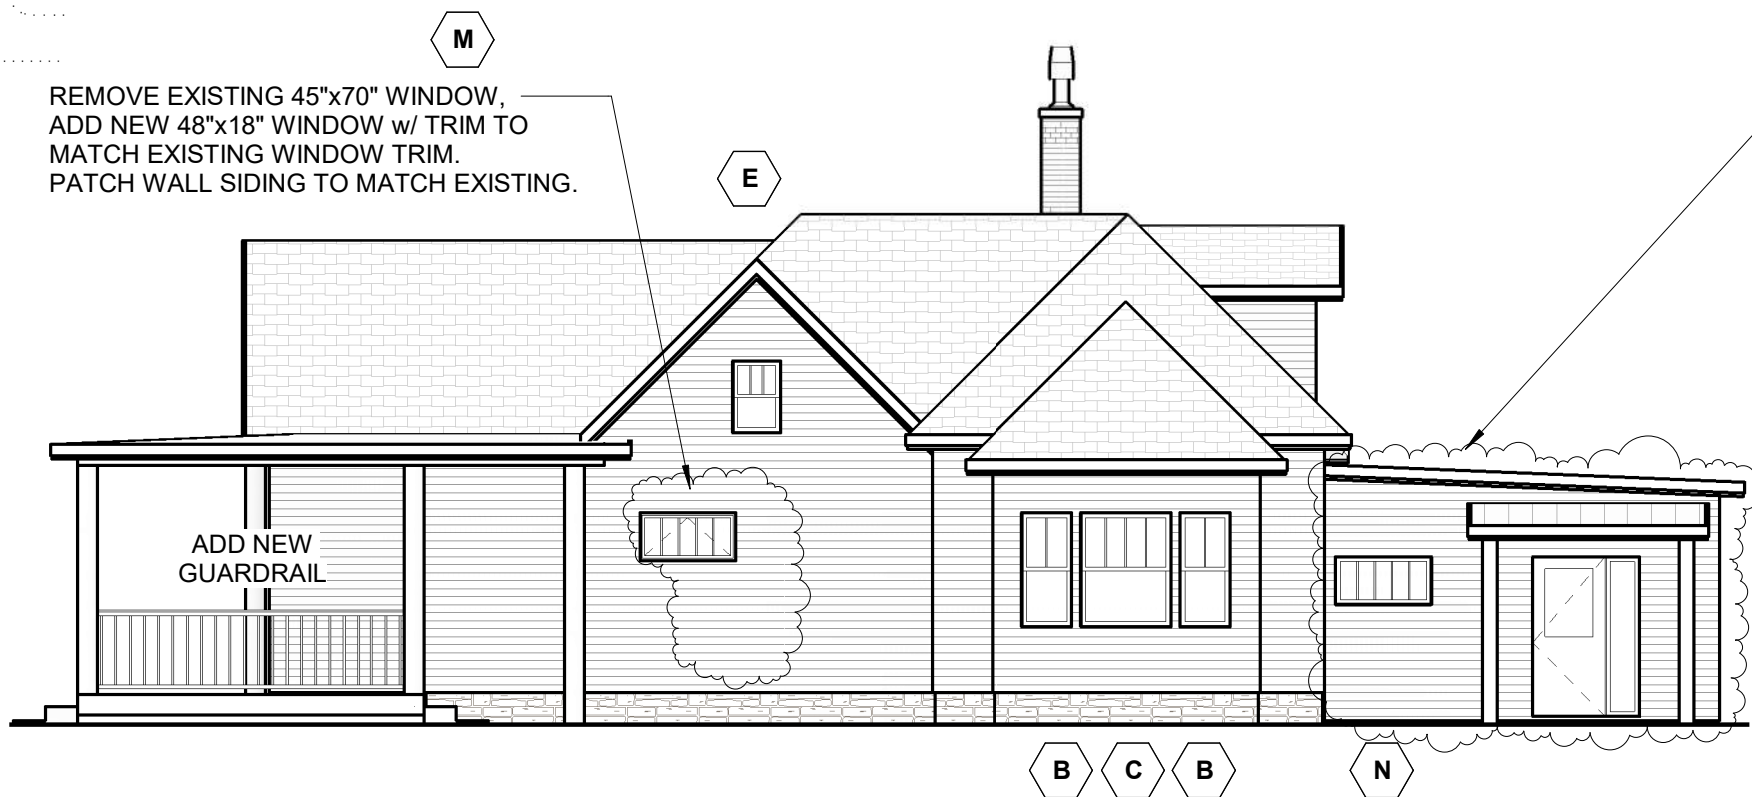 M
REMOVE EXISTING 45"x70" WINDOW,
ADD NEW 48"x18" WINDOW w/ TRIM TO
MATCH EXISTING WINDOW TRIM.
PATCH WALL SIDING TO MATCH EXISTING.
E
ADD NEW
GUARDRAIL
B
C
B
N